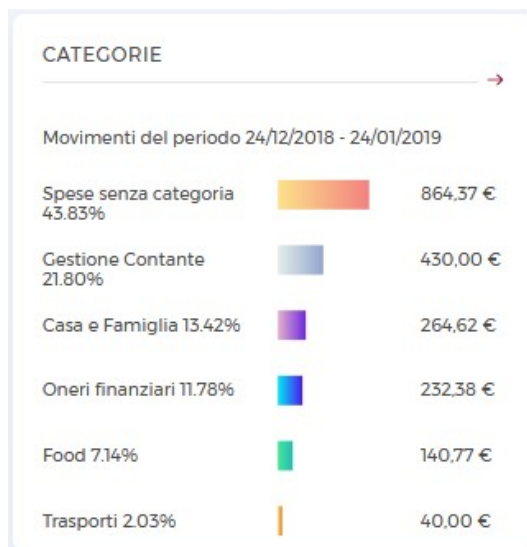 CATEGORIE
Movimenti del periodo 24/12/2018 - 24/01/2019
Spese senza categoria 864,37 €
43.83%
Gestione Contante 430,00 €
21.80%
Casa e Famiglia 13.42% 264,62 €
Oneri finanziari 11.78% 232,38 €
Food 7.14% 140,77 €
Trasporti 2.03% 40,00 €